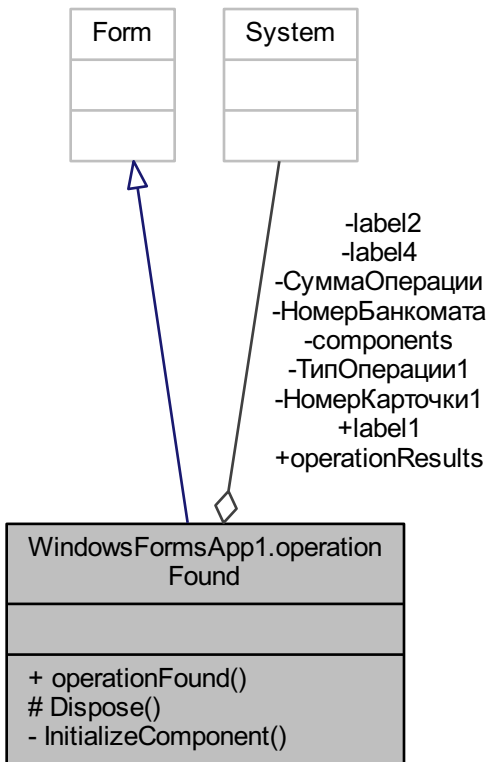 Form
System
-label2
-label4
-СуммаОперации
-НомерБанкомата
-components
-ТипОперации1
-НомерКарточки1
+label1
+operationResults
WindowsFormsApp1.operation
Found
+ operationFound()
# Dispose()
- InitializeComponent()